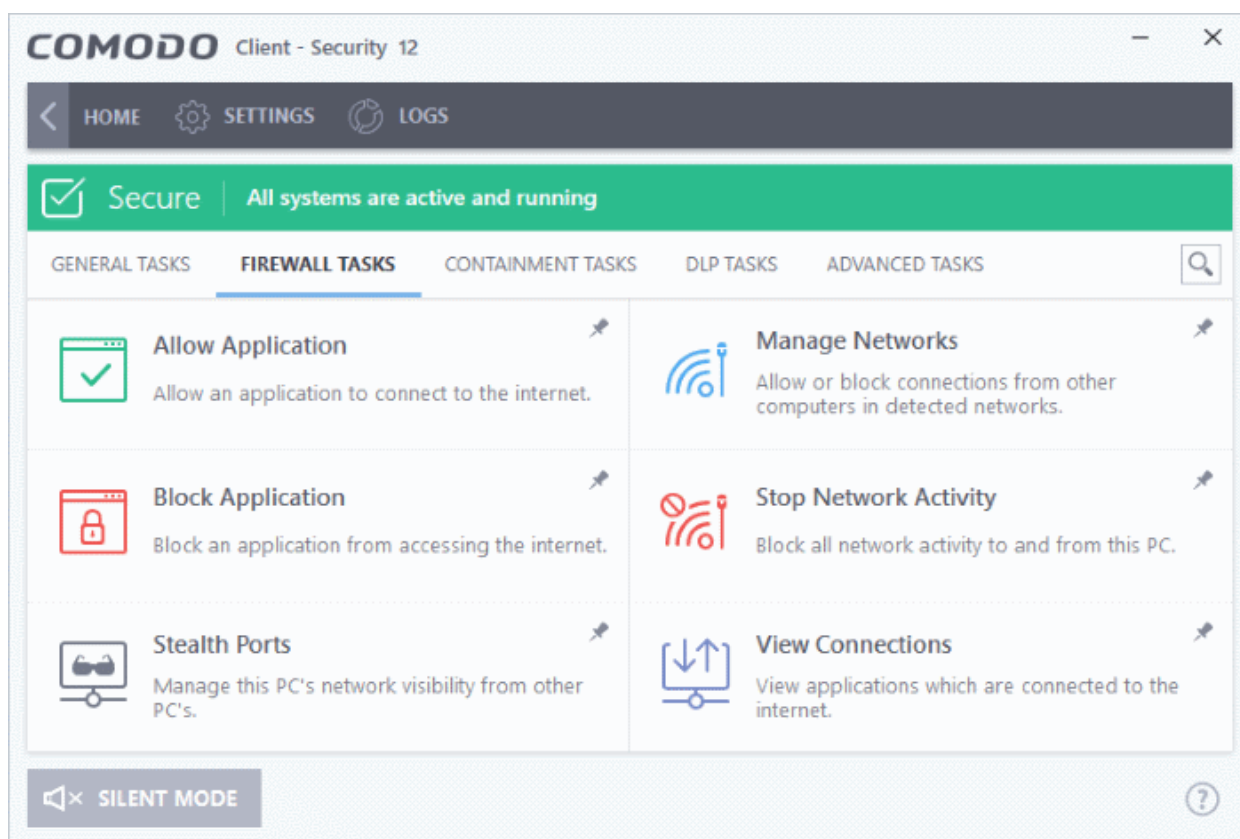 COMODO Client - Security 12
HOME SETTINGS LOGS
Secure All systems are active and running
GENERAL TASKS FIREWALL TASKS CONTAINMENT TASKS DLP TASKS ADVANCED TASKS
Allow Application
Allow an application to connect to the internet.
Manage Networks
Allow or block connections from other
computers in detected networks.
Block Application
Block an application from accessing the internet.
Stop Network Activity
Block all network activity to and from this PC.
Stealth Ports
Manage this PC's network visibility from other
PC's.
View Connections
View applications which are connected to the
internet.
SILENT MODE
?